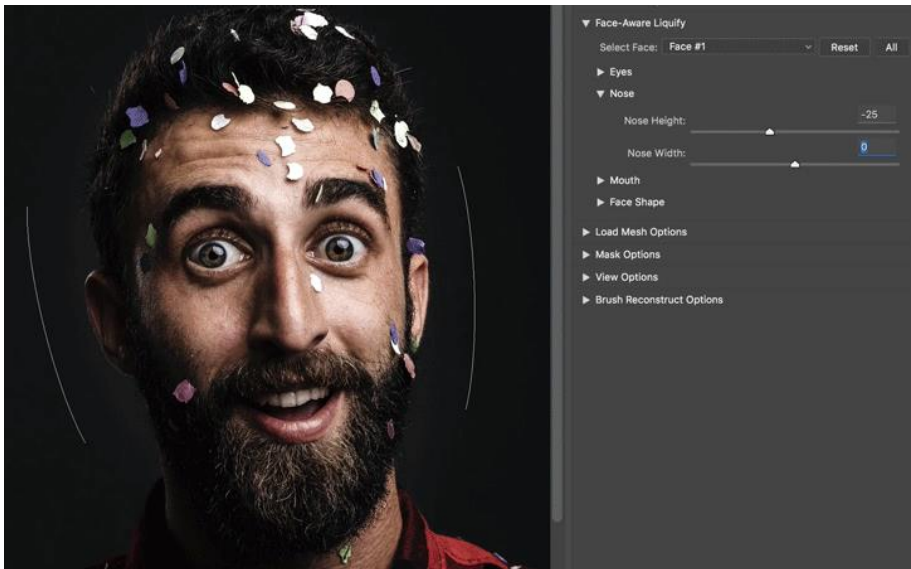 Face-Aware Liquify
Select Face: Face #1 Reset All
Eyes
Nose
Nose Height: -25
Nose Width: 0
Mouth
Face Shape
Load Mesh Options
Mask Options
View Options
Brush Reconstruct Options